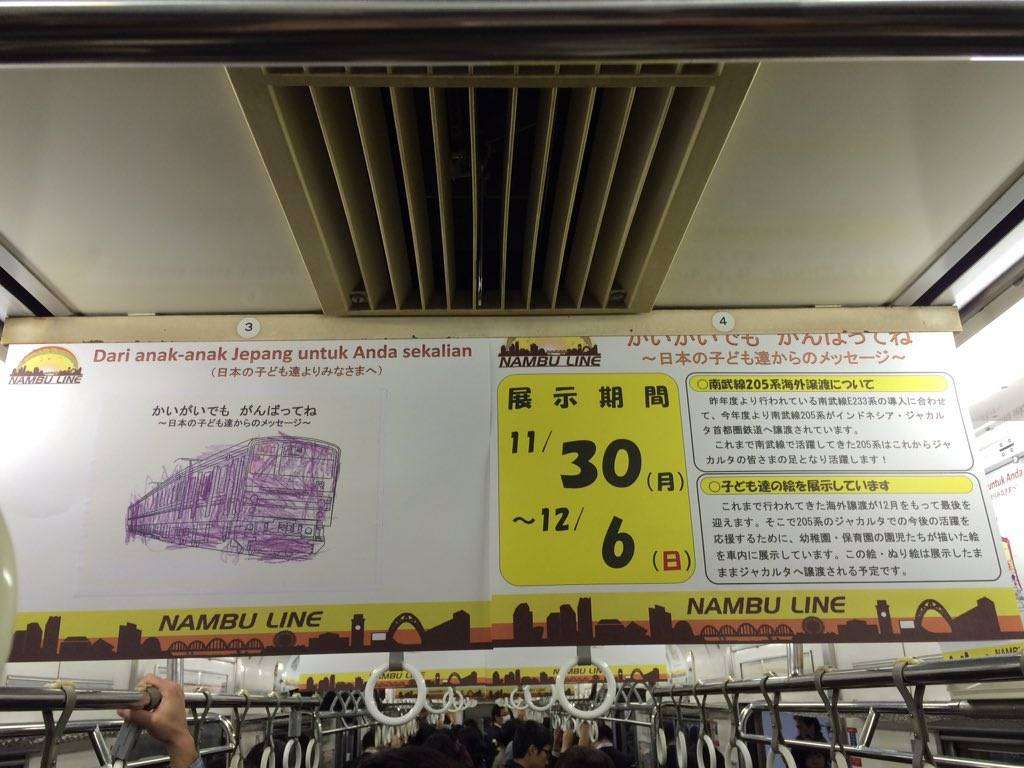 3
4
NAMBU LINE
Dari anak-anak Jepang untuk Anda sekalian
(日本の子ども達よりみなさまへ)
かいがいでも がんばってね
～日本の子ども達からのメッセージ～
NAMBU LINE
NAMBU LINE
かいがいでも がんばってね
～日本の子ども達からのメッセージ～
展示期間
11/30(月)
～12/6(日)
○南武線205系海外譲渡について
昨年度より行われている南武線E233系の導入に合わせ
て、今年度より南武線205系がインドネシア・ジャカル
タ首都圏鉄道へ譲渡されています。
これまで南武線で活躍してきた205系はこれからジャ
カルタの皆さまの足となり活躍します！
○子ども達の絵を展示しています
これまで行われてきた海外譲渡が12月をもって最後を
迎えます。そこで205系のジャカルタでの今後の活躍を
応援するために、幼稚園・保育園の園児たちが描いた絵
を車内に展示しています。この絵・ぬり絵は展示したま
まジャカルタへ譲渡される予定です。
NAMBU LINE
untuk Anda
NAMBU LINE
NAMBU LINE